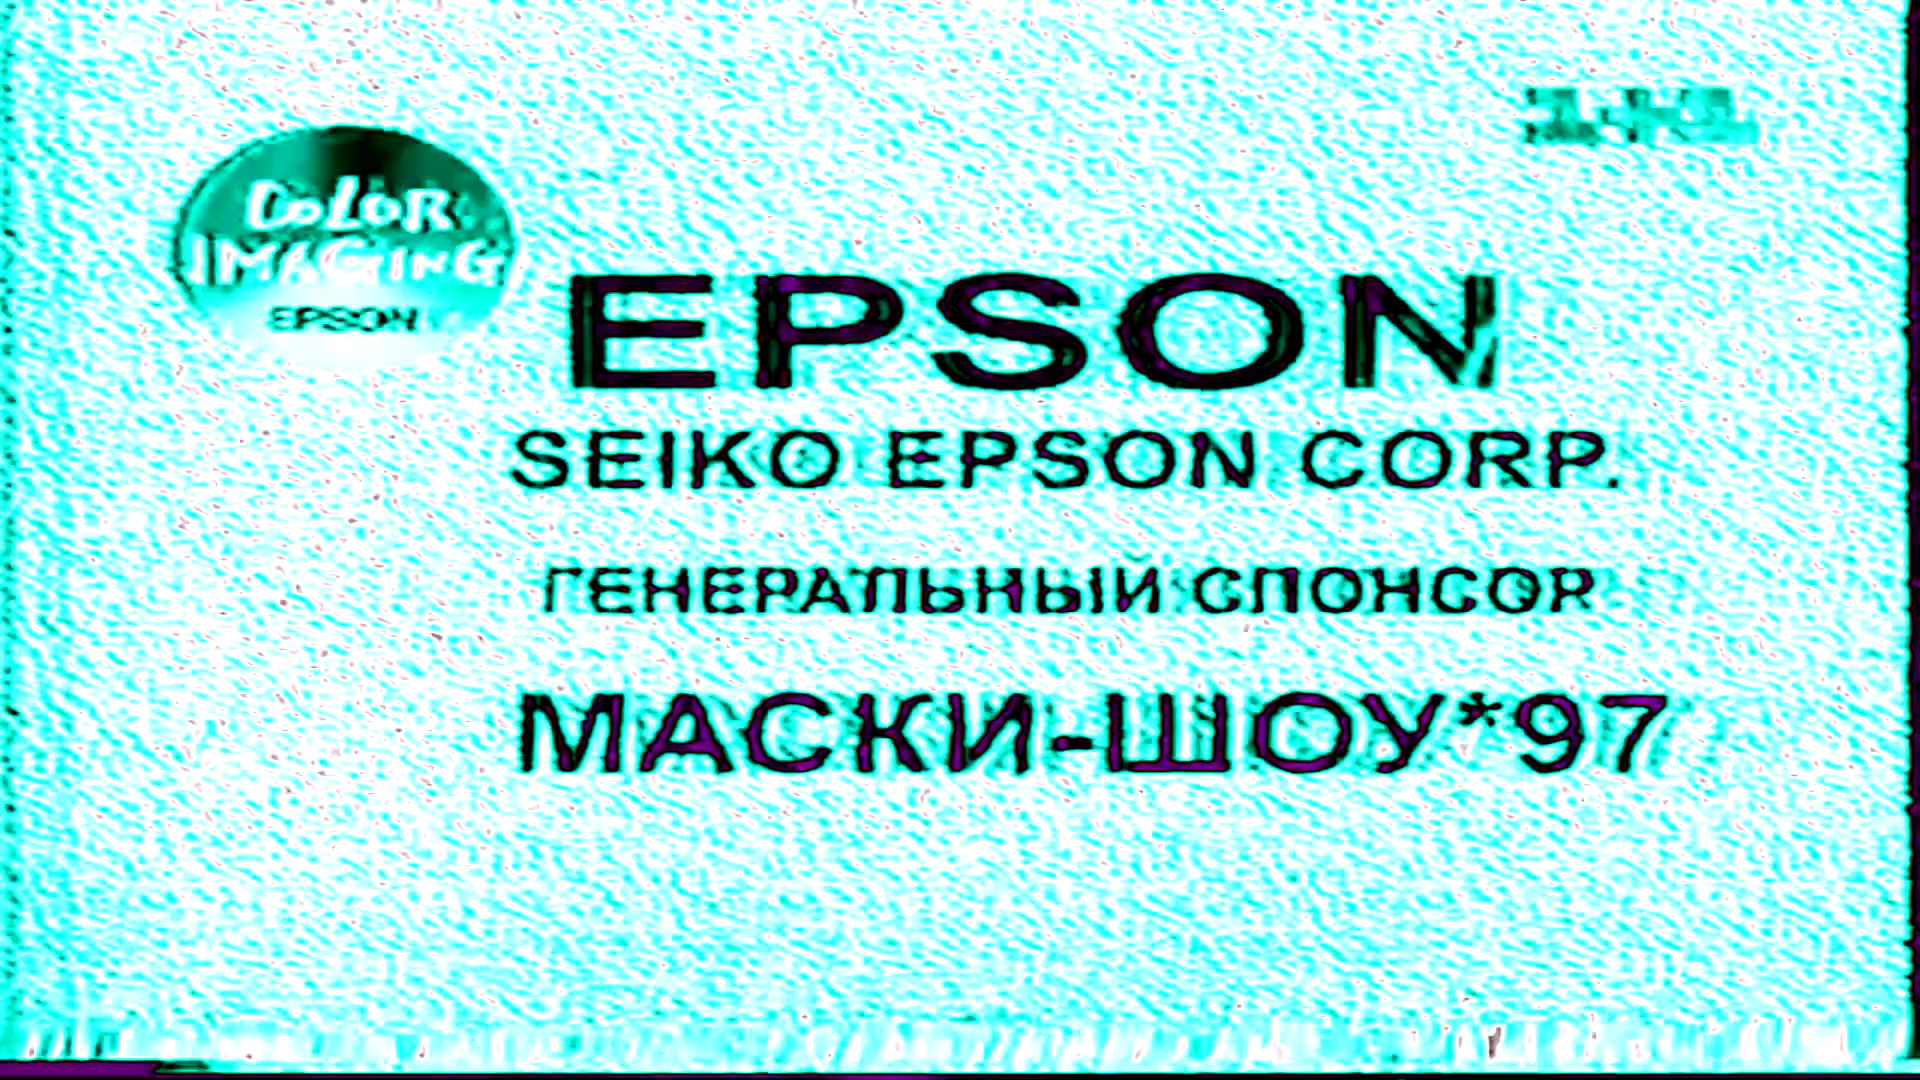 COLOR
IMAGING
EPSON
EPSON
SEIKO EPSON CORP.
ГЕНЕРАЛЬНЫЙ СПОНСОР
МАСКИ-ШОУ*97